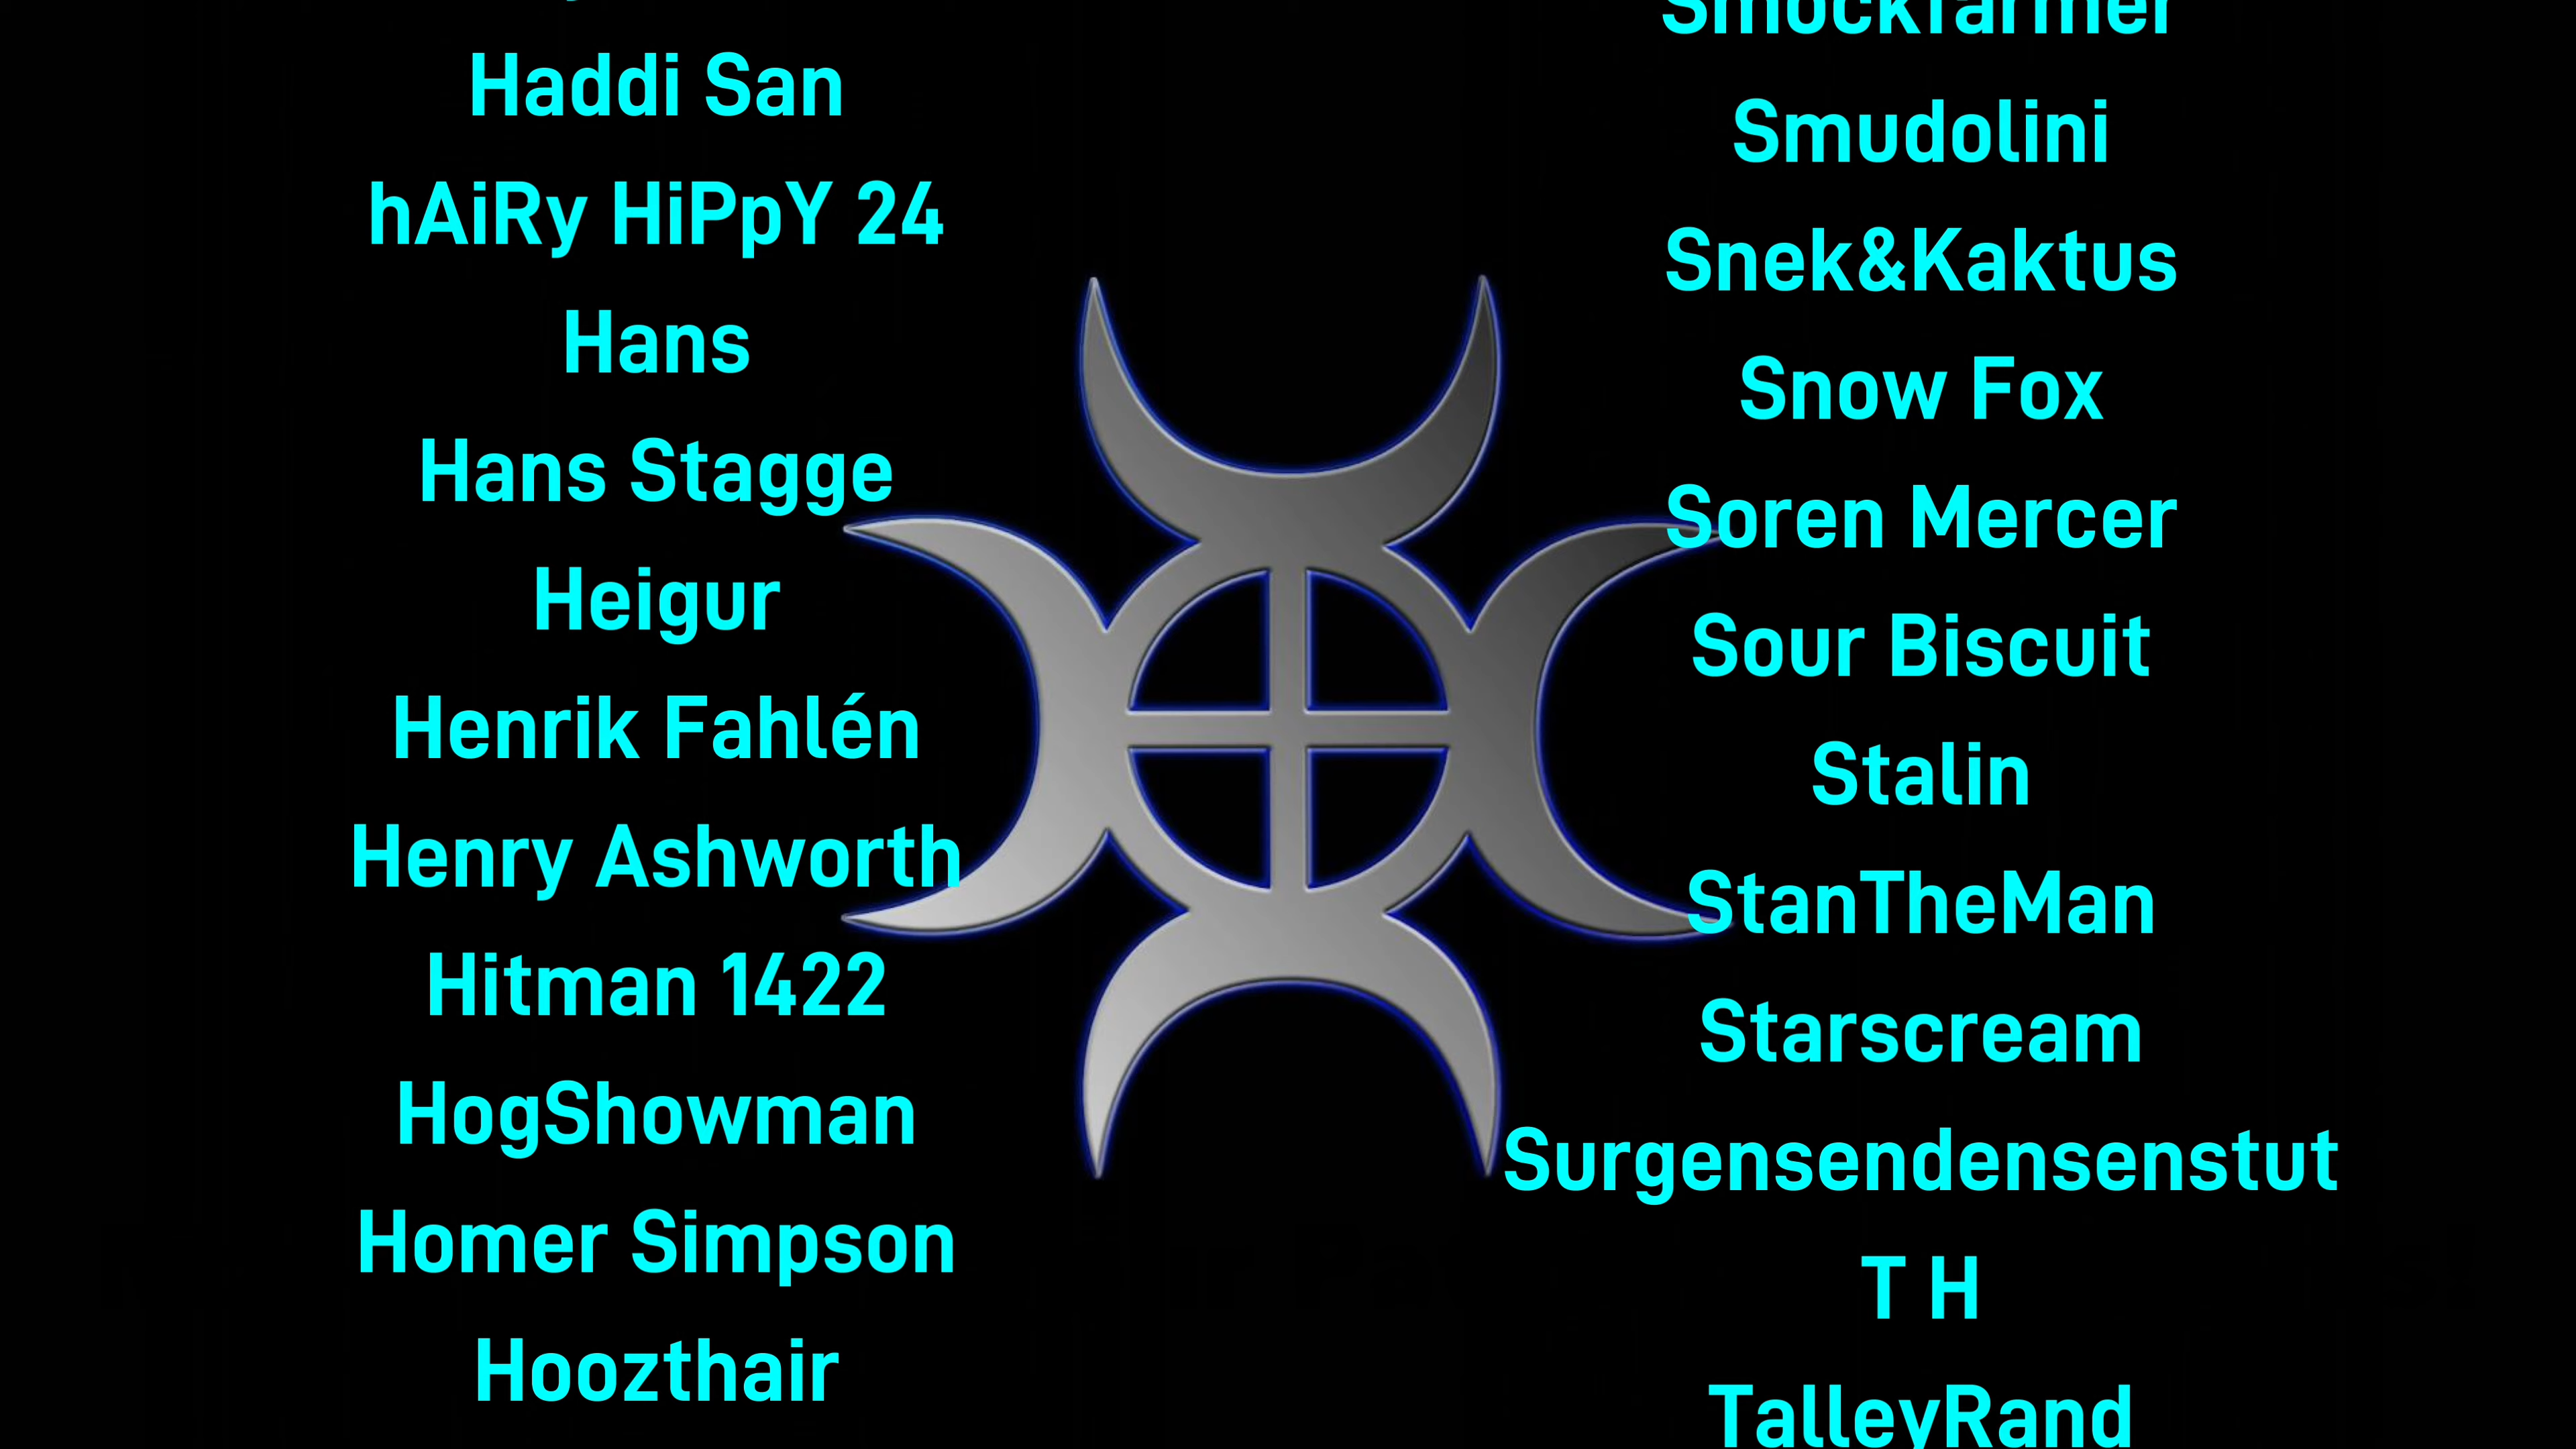 Haddi San
hAiRy HiPpY 24
Hans
Hans Stagge
Heigur
Henrik Fahlén
Henry Ashworth
Hitman 1422
HogShowman
Homer Simpson
Hoozthair
Smockfarmer
Smudolini
Snek&Kaktus
Snow Fox
Soren Mercer
Sour Biscuit
Stalin
StanTheMan
Starscream
Surgensendensenstut
T H
TalleyRand